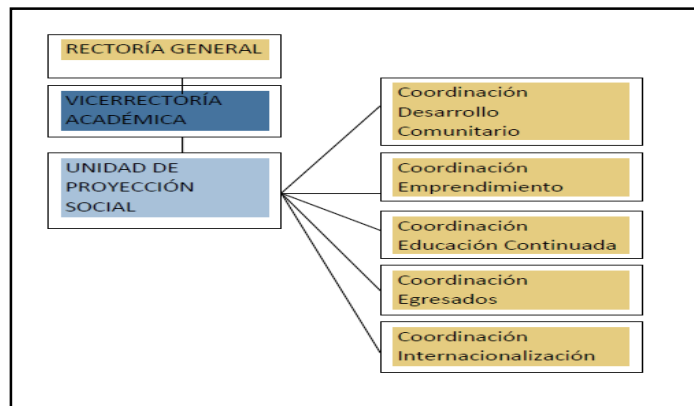 RECTORÍA GENERAL
VICERRECTORÍA
ACADÉMICA
UNIDAD DE
PROYECCIÓN
SOCIAL
Coordinación
Desarrollo
Comunitario
Coordinación
Emprendimiento
Coordinación
Educación Continuada
Coordinación
Egresados
Coordinación
Internacionalización